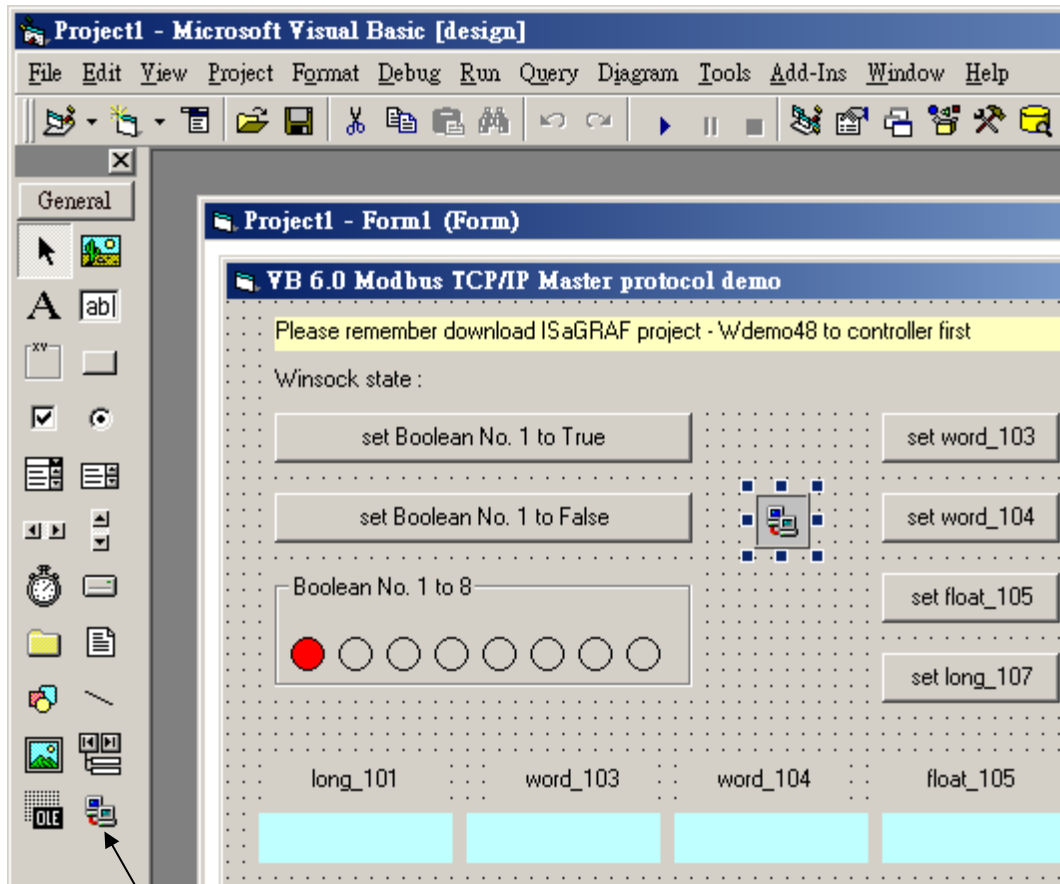 Project1 - Microsoft Visual Basic [design]
File Edit View Project Format Debug Run Query Diagram Tools Add-Ins Window Help
General
Project1 - Form1 (Form)
A
ab|
XY
VB 6.0 Modbus TCP/IP Master protocol demo
Please remember download ISaGRAF project - Wdemo48 to controller first
Winsock state :
set Boolean No. 1 to True
set word_103
set Boolean No. 1 to False
set word_104
Boolean No. 1 to 8
set float_105
set long_107
long_101 word_103 word_104 float_105
OLE